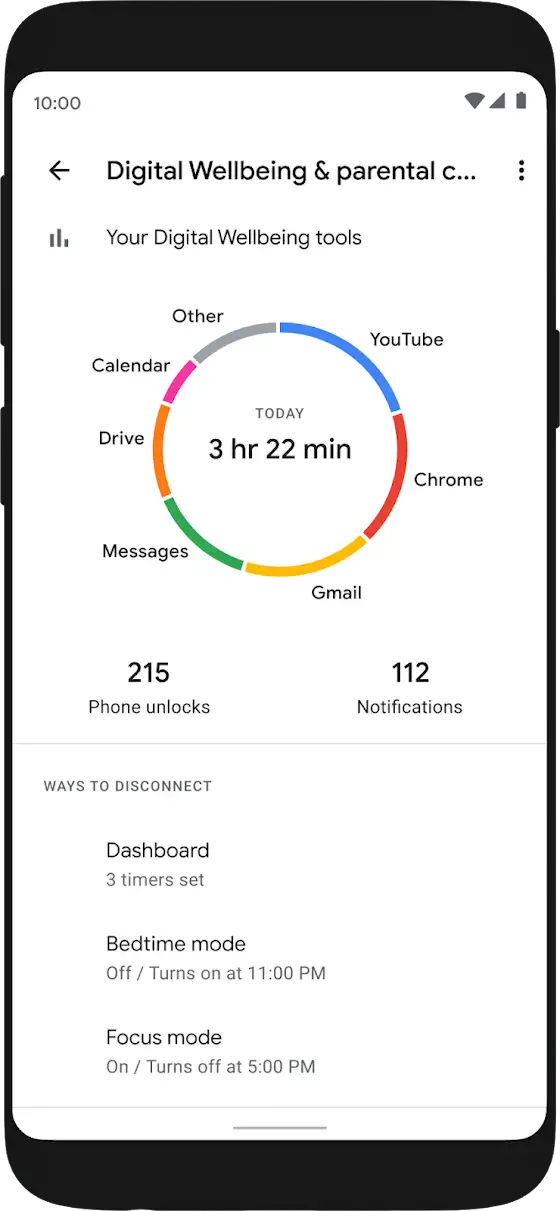 10:00
Digital Wellbeing & parental c...
Your Digital Wellbeing tools
Other
YouTube
Calendar
TODAY
Drive
3 hr 22 min
Chrome
Messages
Gmail
215
Phone unlocks
112
Notifications
WAYS TO DISCONNECT
Dashboard
3 timers set
Bedtime mode
Off / Turns on at 11:00 PM
Focus mode
On / Turns off at 5:00 PM